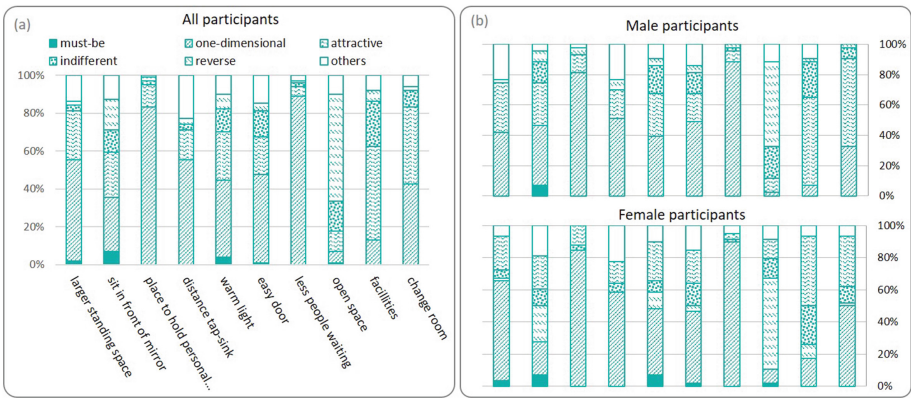 (a)
All participants
must-be
one-dimensional
attractive
indifferent
reverse
others
100%
80%
60%
40%
20%
0%
larger standing space
sit in front of mirror
place to hold personal...
distance tap-sink
warm light
easy door
less people waiting
open space
facillities
change room
(b)
Male participants
100%
80%
60%
40%
20%
0%
Female participants
100%
80%
60%
40%
20%
0%